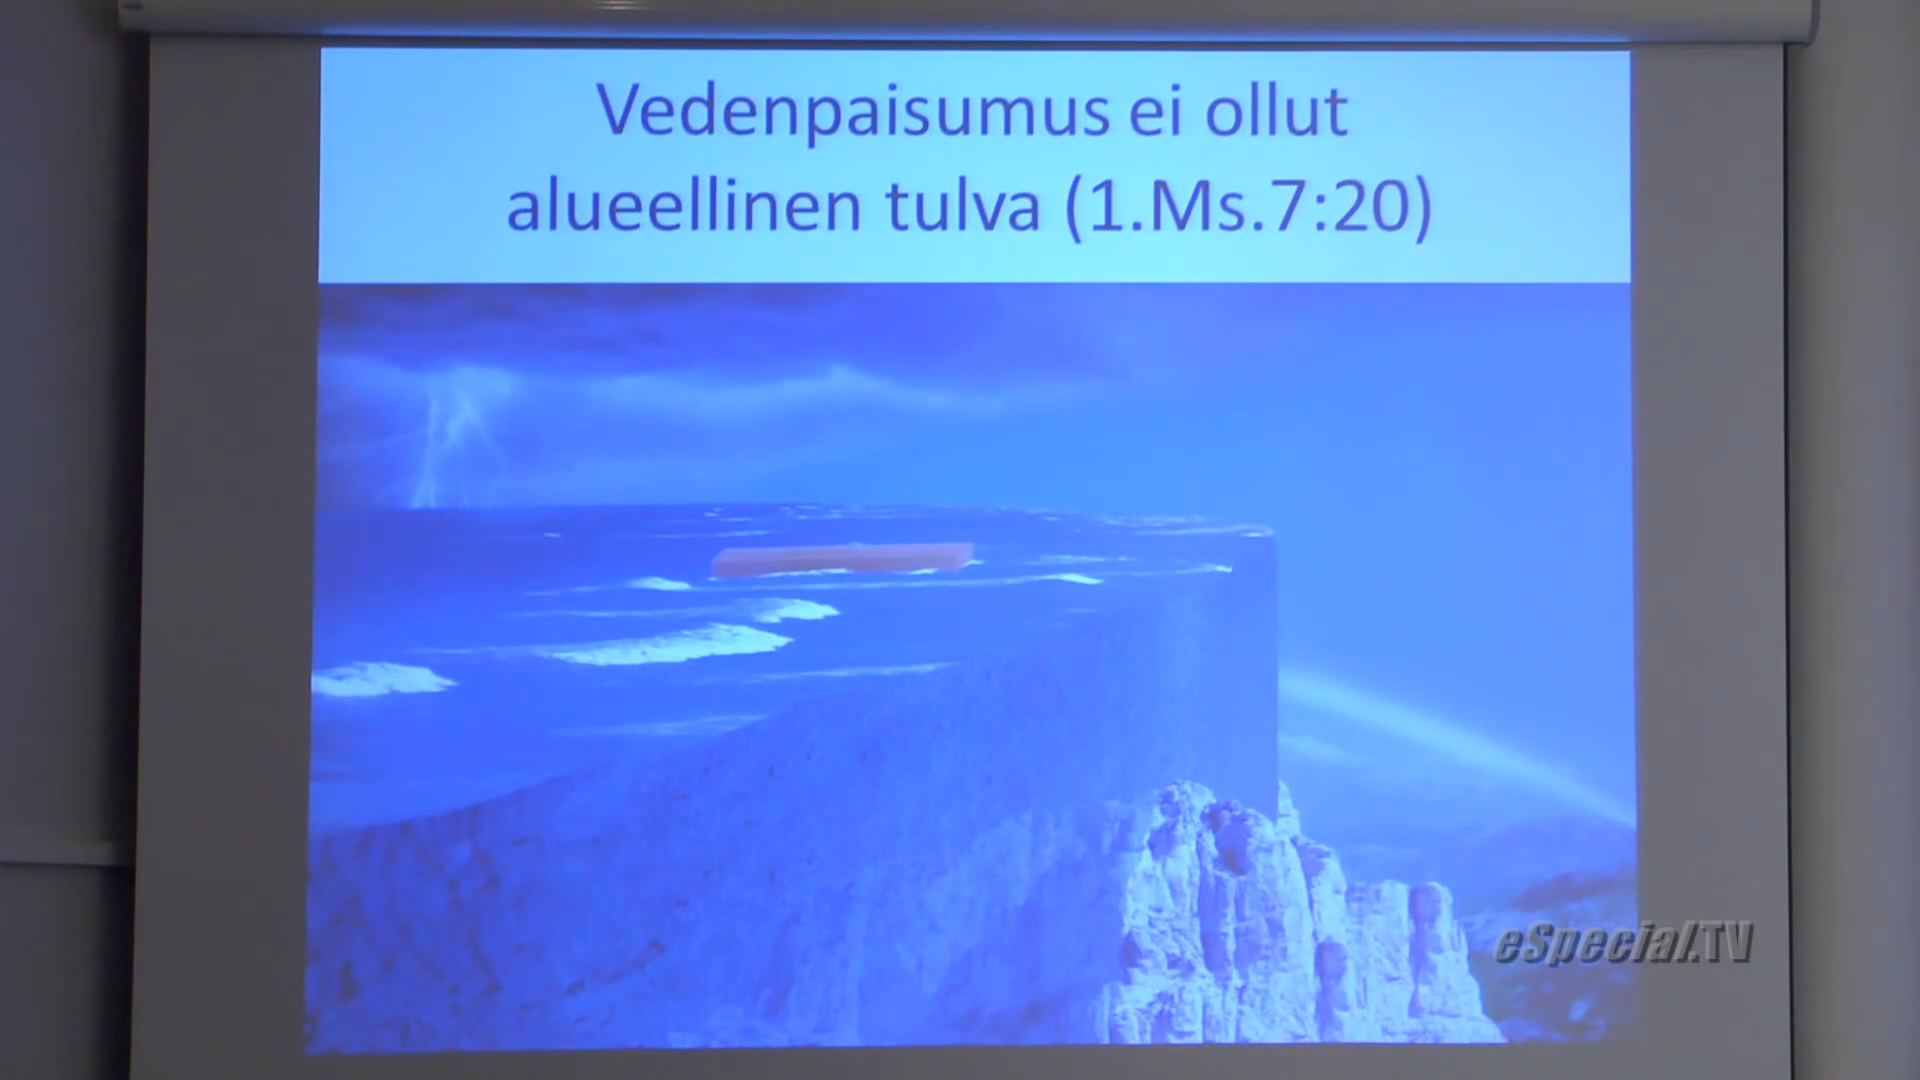 Vedenpaisumus ei ollut
alueellinen tulva (1.Ms.7:20)
eSpecial.TV